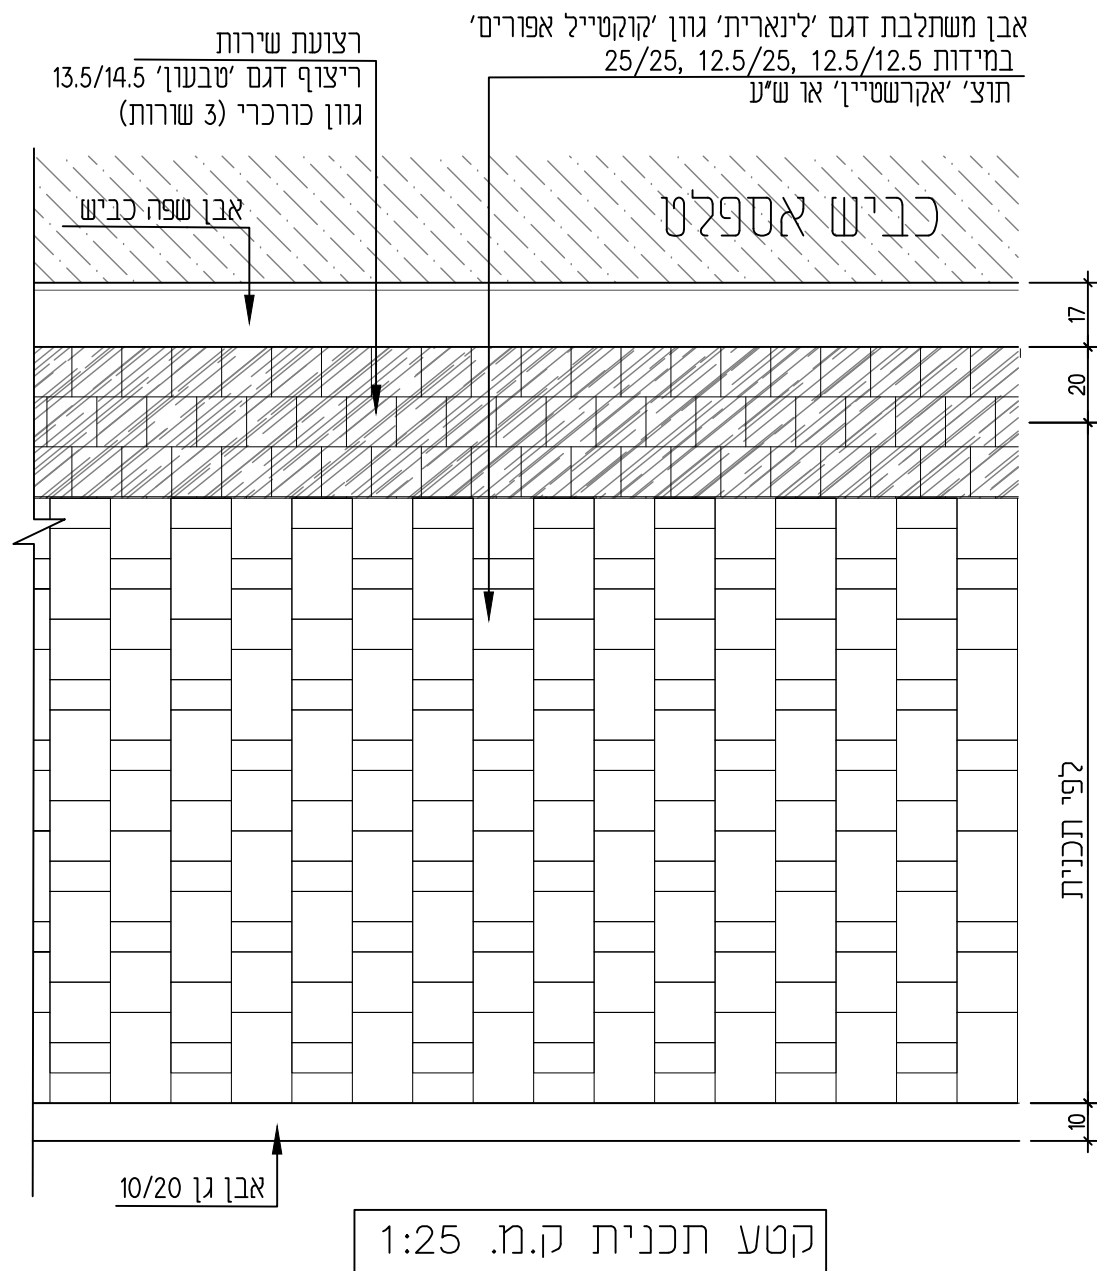 אבן משתלבת דגם 'לינארית' גוון 'קוקטייל אפורים'
במידות 12.5/12.5 ,12.5/25 ,25/25
תוצ' 'אקרשטיין' או ש"ע
רצועת שירות
ריצוף דגם 'טבעון' 13.5/14.5
גוון כורכרי (3 שורות)
כביש אספלט
אבן שפה כביש
17
20
לפי תכנית
10
אבן גן 10/20
קטע תכנית ק.מ. 1:25